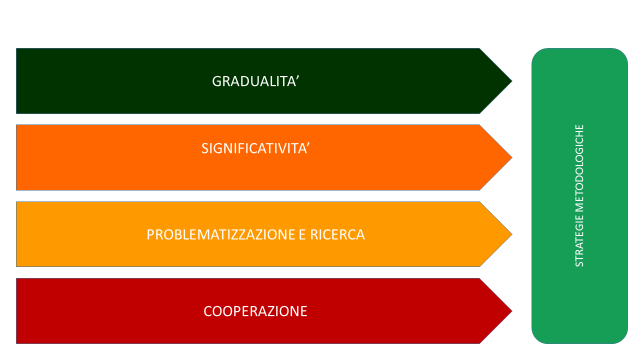 GRADUALITA’
SIGNIFICATIVITA’
PROBLEMATIZZAZIONE E RICERCA
COOPERAZIONE
STRATEGIE METODOLOGICHE